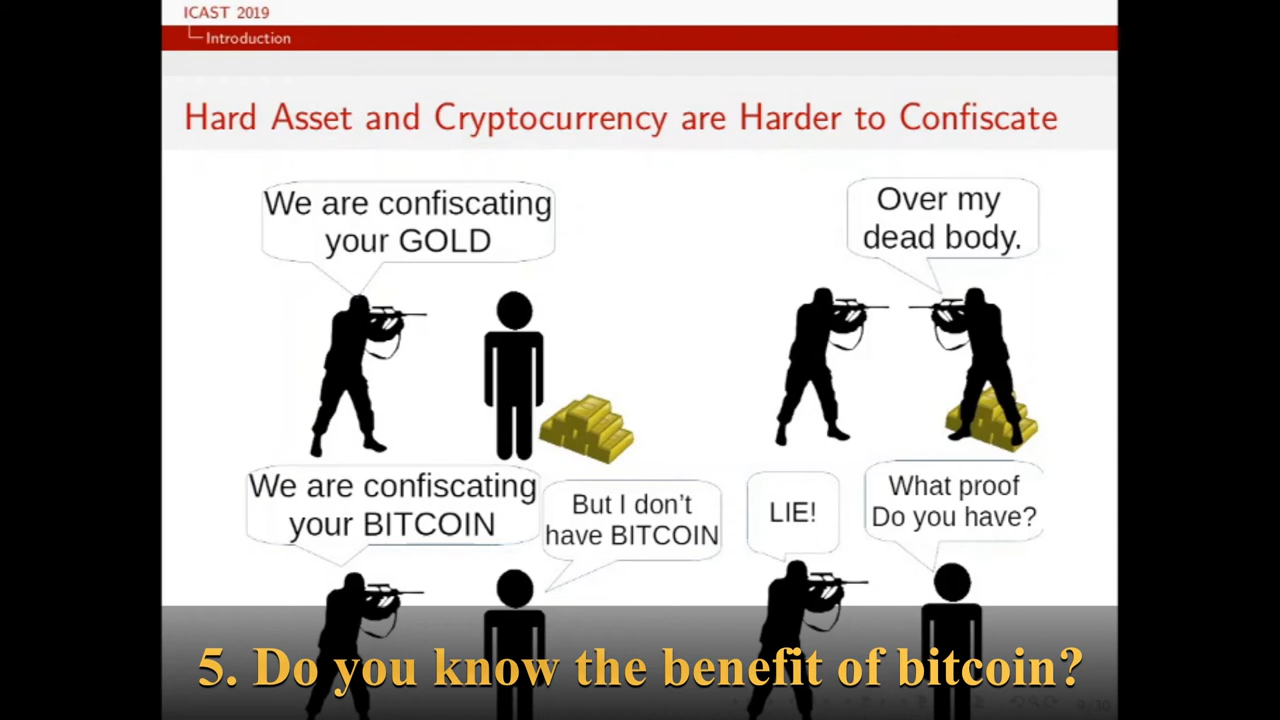 ICAST 2019
Introduction
Hard Asset and Cryptocurrency are Harder to Confiscate
We are confiscating
your GOLD
Over my
dead body.
We are confiscating
your BITCOIN
But I don't
have BITCOIN
LIE!
What proof
Do you have?
5. Do you know the benefit of bitcoin?